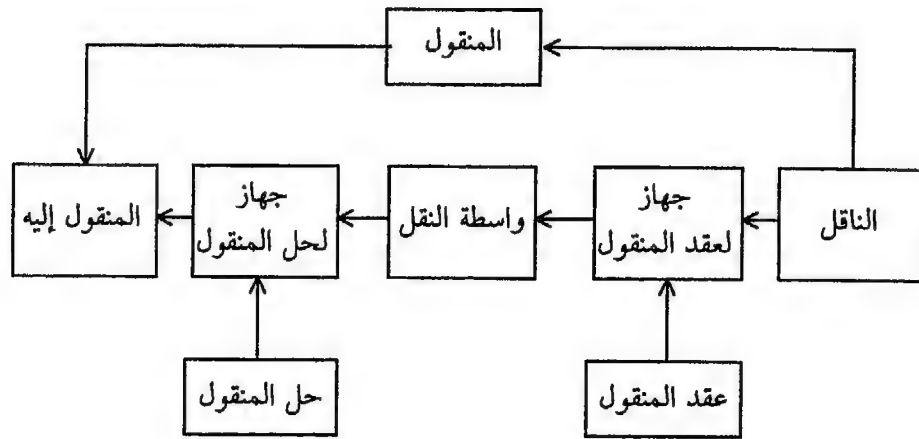 المنقول
الناقل
جهاز
لعقد المنقول
واسطة النقل
جهاز
لحل المنقول
المنقول إليه
عقد المنقول
حل المنقول